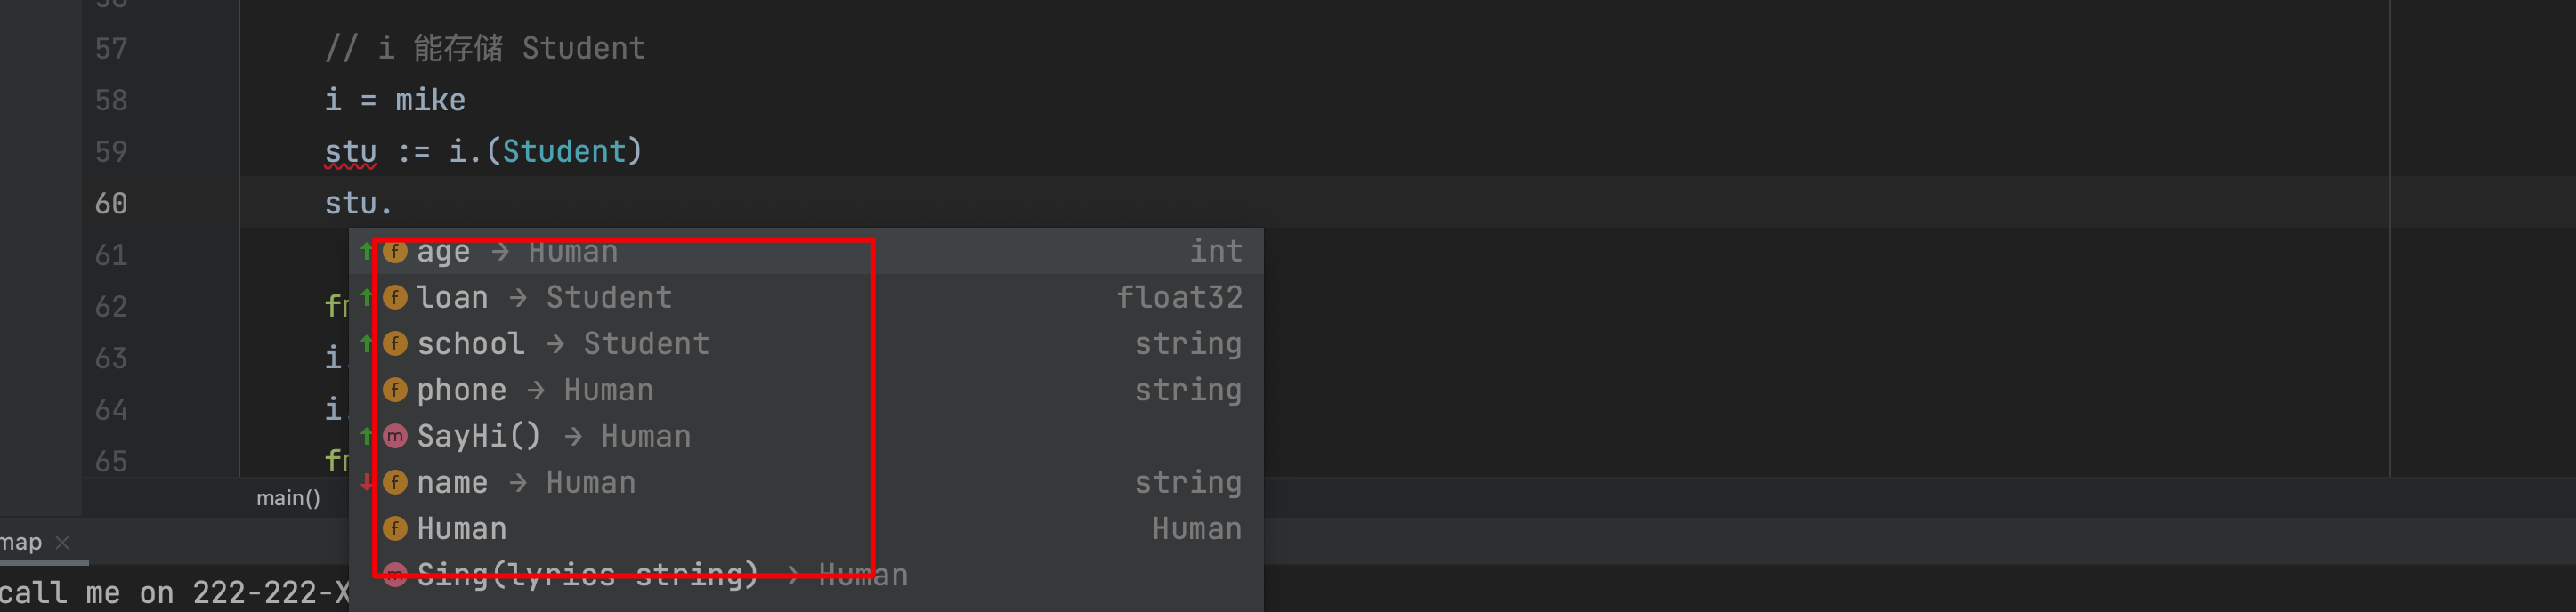 57 // i 能存储 Student
58 i = mike
59 stu := i.(Student)
60 stu.
61
62
63 i
64 i
65
f age → Human int
f loan → Student float32
f school → Student string
f phone → Human string
m SayHi() → Human
f name → Human string
f Human Human
m Sing(lyrics string) → Human
main()
map ×
call me on 222-222-X